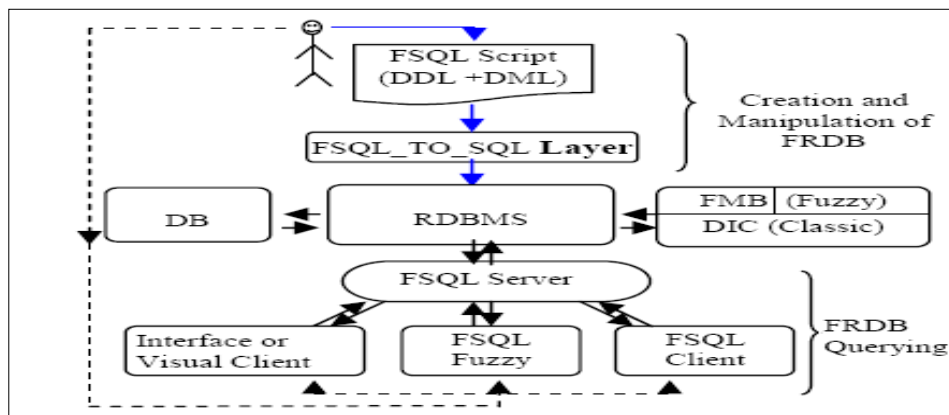 FSQL Script
(DDL +DML)
Creation and
Manipulation of
FRDB
FSQL_TO_SQL Layer
DB
RDBMS
FMB (Fuzzy)
DIC (Classic)
FSQL Server
Interface or
Visual Client
FSQL
Fuzzy
FSQL
Client
FRDB
Querying